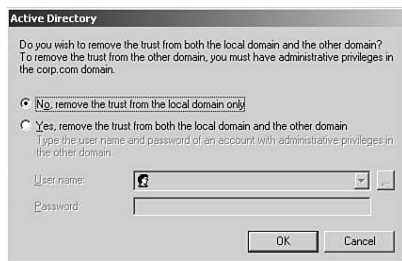 Active Directory
Do you wish to remove the trust from both the local domain and the other domain?
To remove the trust from the other domain, you must have administrative privileges in
the corp.com domain.
No, remove the trust from the local domain only
Yes, remove the trust from both the local domain and the other domain
Type the user name and password of an account with administrative privileges in
the other domain.
User name:
...
Password:
OK Cancel